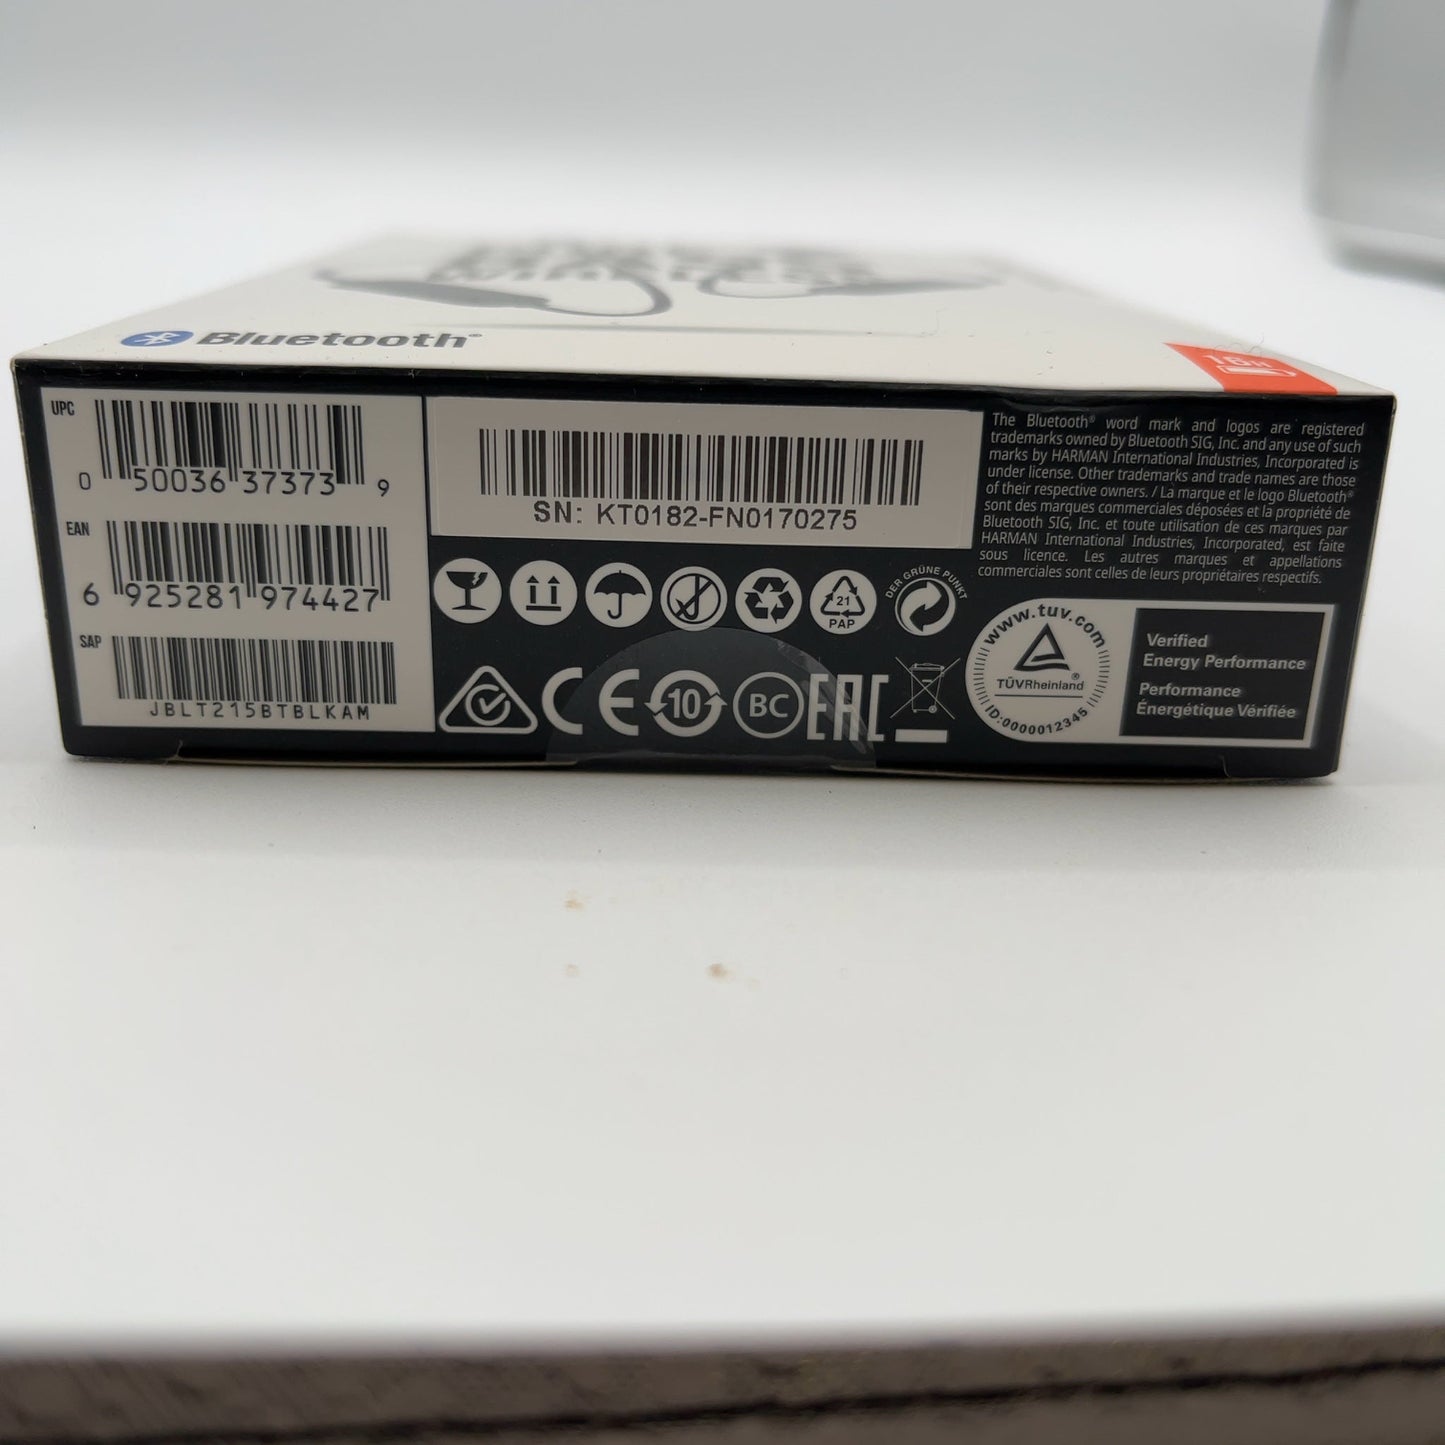 Bluetooth®
16H
UPC
0 50036 37373 9
EAN
6 925281 974427
SAP
JBLT215BTBLKAM
SN: KT0182-FN0170275
The Bluetooth® word mark and logos are registered
trademarks owned by Bluetooth SIG, Inc. and any use of such
marks by HARMAN International Industries, Incorporated is
under license. Other trademarks and trade names are those
of their respective owners. / La marque et le logo Bluetooth®
sont des marques commerciales déposées et la propriété de
Bluetooth SIG, Inc. et toute utilisation de ces marques par
HARMAN International Industries, Incorporated, est faite
sous licence. Les autres marques et appellations
commerciales sont celles de leurs propriétaires respectifs.
21
PAP
DER GRÜNE PUNKT
CE
10
BC
EAC
www.tuv.com
TÜVRheinland®
ID:0000012345
Verified
Energy Performance
Performance
Énergétique Vérifiée